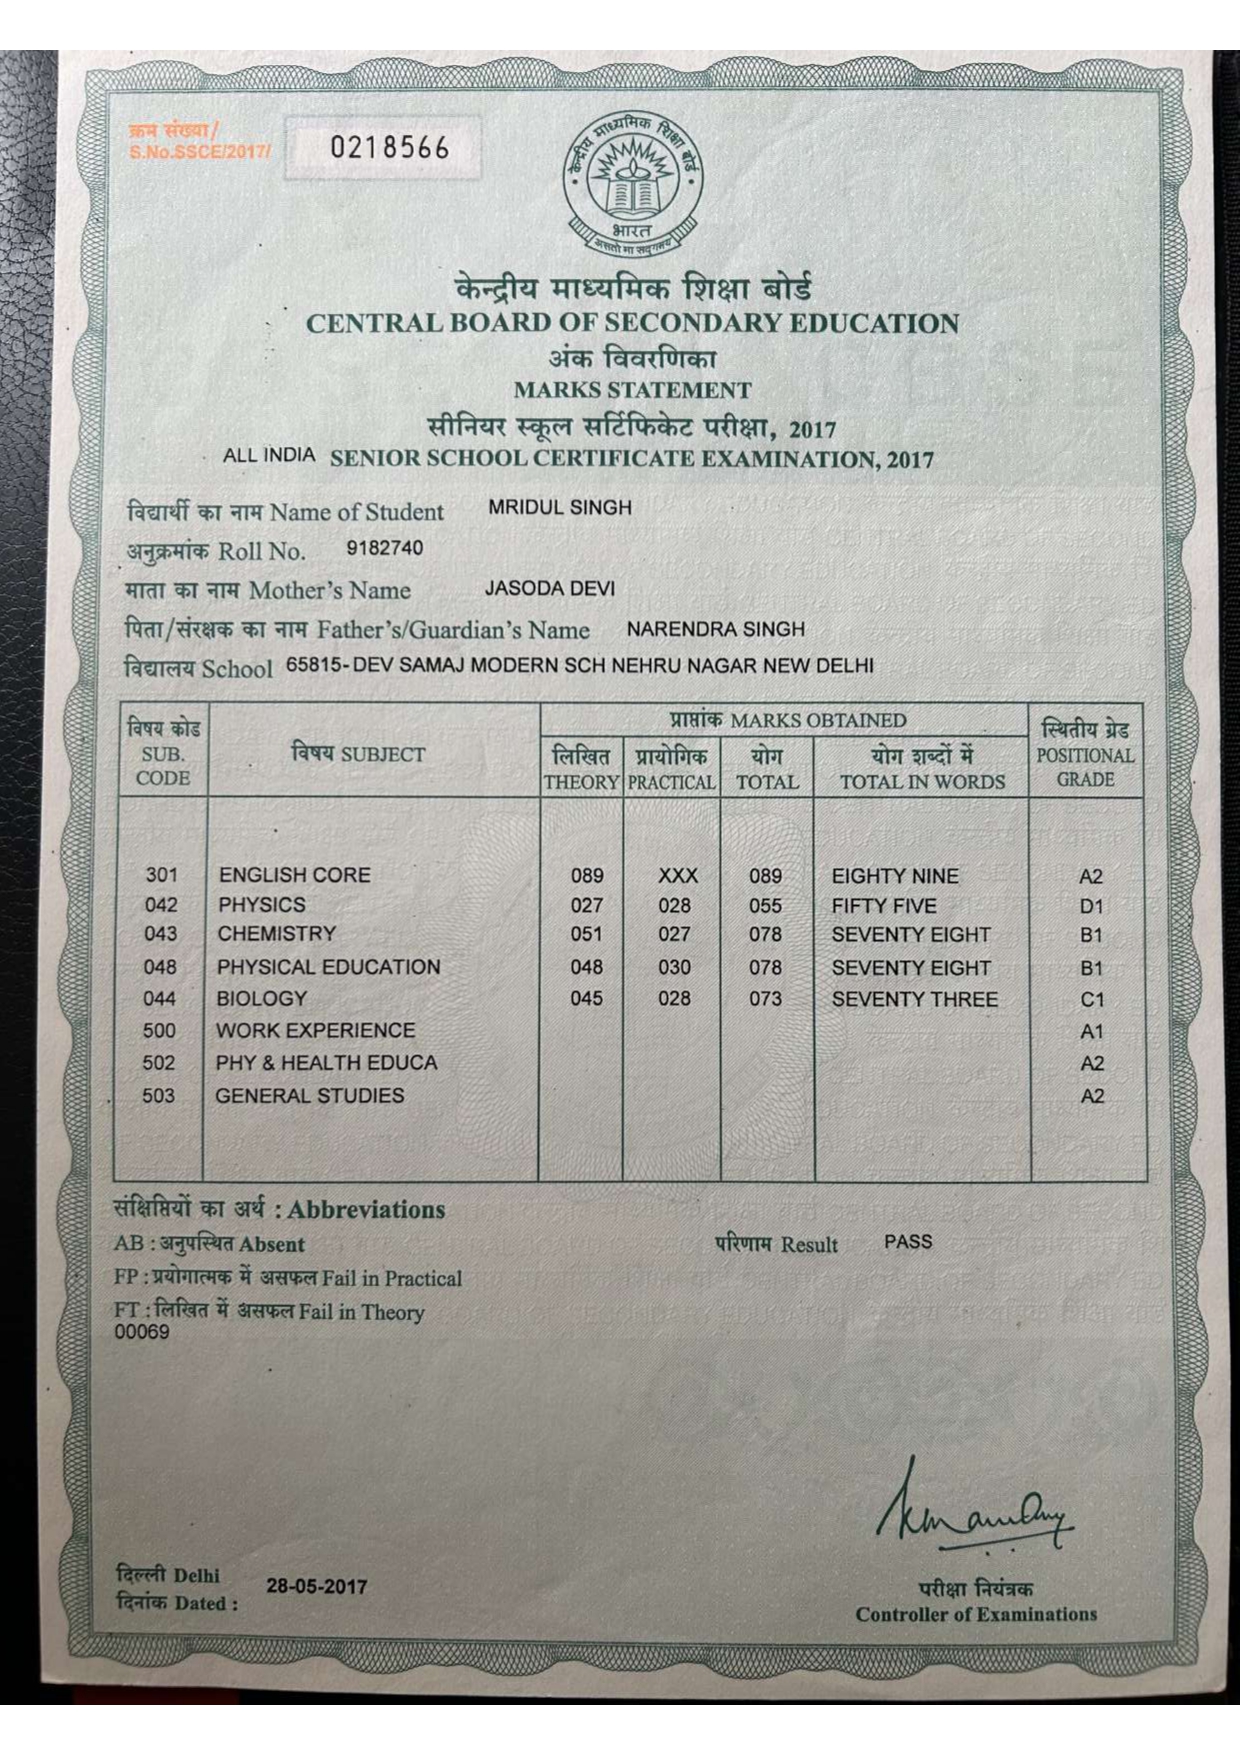 क्रम संख्या/
S.No.SSCE/2017/ 0218566
केन्द्रीय माध्यमिक शिक्षा बोर्ड
भारत
असतो मा सद्गमय
केन्द्रीय माध्यमिक शिक्षा बोर्ड
CENTRAL BOARD OF SECONDARY EDUCATION
अंक विवरणिका
MARKS STATEMENT
सीनियर स्कूल सर्टिफिकेट परीक्षा, 2017
ALL INDIA SENIOR SCHOOL CERTIFICATE EXAMINATION, 2017
विद्यार्थी का नाम Name of Student MRIDUL SINGH
अनुक्रमांक Roll No. 9182740
माता का नाम Mother's Name JASODA DEVI
पिता/संरक्षक का नाम Father's/Guardian's Name NARENDRA SINGH
विद्यालय School 65815- DEV SAMAJ MODERN SCH NEHRU NAGAR NEW DELHI
विषय कोड SUB. CODE विषय SUBJECT प्राप्तांक MARKS OBTAINED स्थितीय ग्रेड POSITIONAL GRADE
लिखित THEORY प्रायोगिक PRACTICAL योग TOTAL योग शब्दों में TOTAL IN WORDS
301 ENGLISH CORE 089 XXX 089 EIGHTY NINE A2
042 PHYSICS 027 028 055 FIFTY FIVE D1
043 CHEMISTRY 051 027 078 SEVENTY EIGHT B1
048 PHYSICAL EDUCATION 048 030 078 SEVENTY EIGHT B1
044 BIOLOGY 045 028 073 SEVENTY THREE C1
500 WORK EXPERIENCE A1
502 PHY & HEALTH EDUCA A2
503 GENERAL STUDIES A2
संक्षिप्तियों का अर्थ : Abbreviations
AB : अनुपस्थित Absent परिणाम Result PASS
FP : प्रयोगात्मक में असफल Fail in Practical
FT : लिखित में असफल Fail in Theory
00069
दिल्ली Delhi
दिनांक Dated : 28-05-2017
परीक्षा नियंत्रक
Controller of Examinations